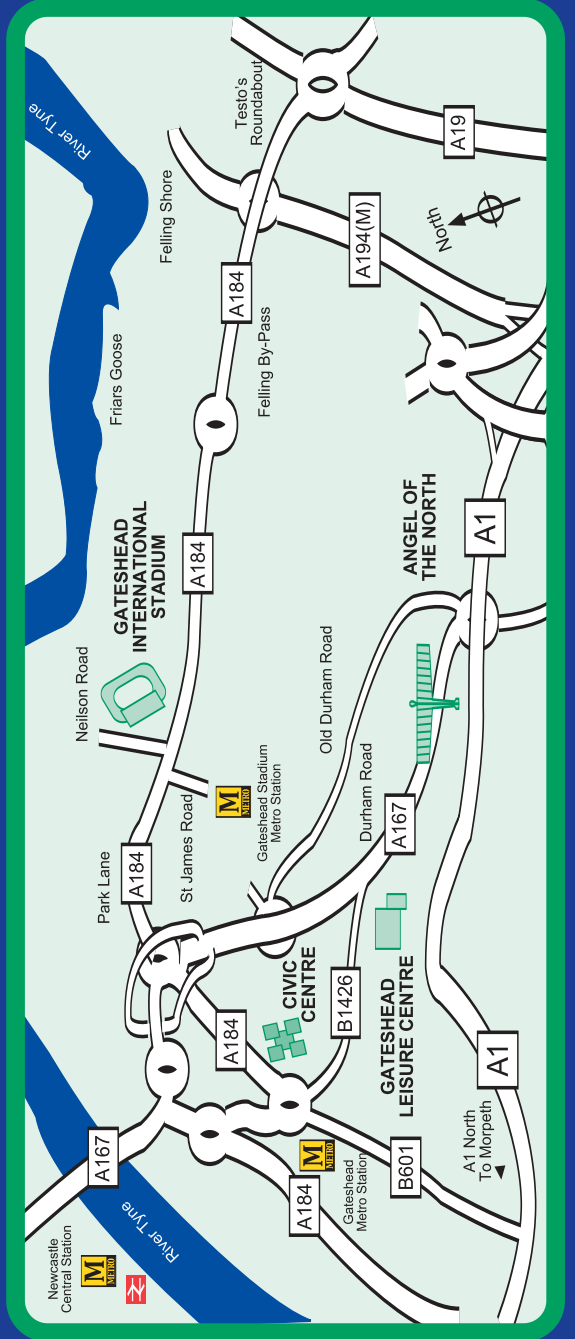 River Tyne
Testo's
Roundabout
A19
Felling Shore
A194(M)
North
A184
Felling By-Pass
Friars Goose
GATESHEAD
INTERNATIONAL
STADIUM
A184
ANGEL OF
THE NORTH
A1
Neilson Road
Old Durham Road
M
METRO
Gateshead Stadium
Metro Station
Durham Road
A167
St James Road
Park Lane
A184
CIVIC
CENTRE
B1426
GATESHEAD
LEISURE CENTRE
A184
A1
A167
A1 North
To Morpeth
M
METRO
Gateshead
Metro Station
B601
A184
River Tyne
Newcastle
Central Station
M
METRO